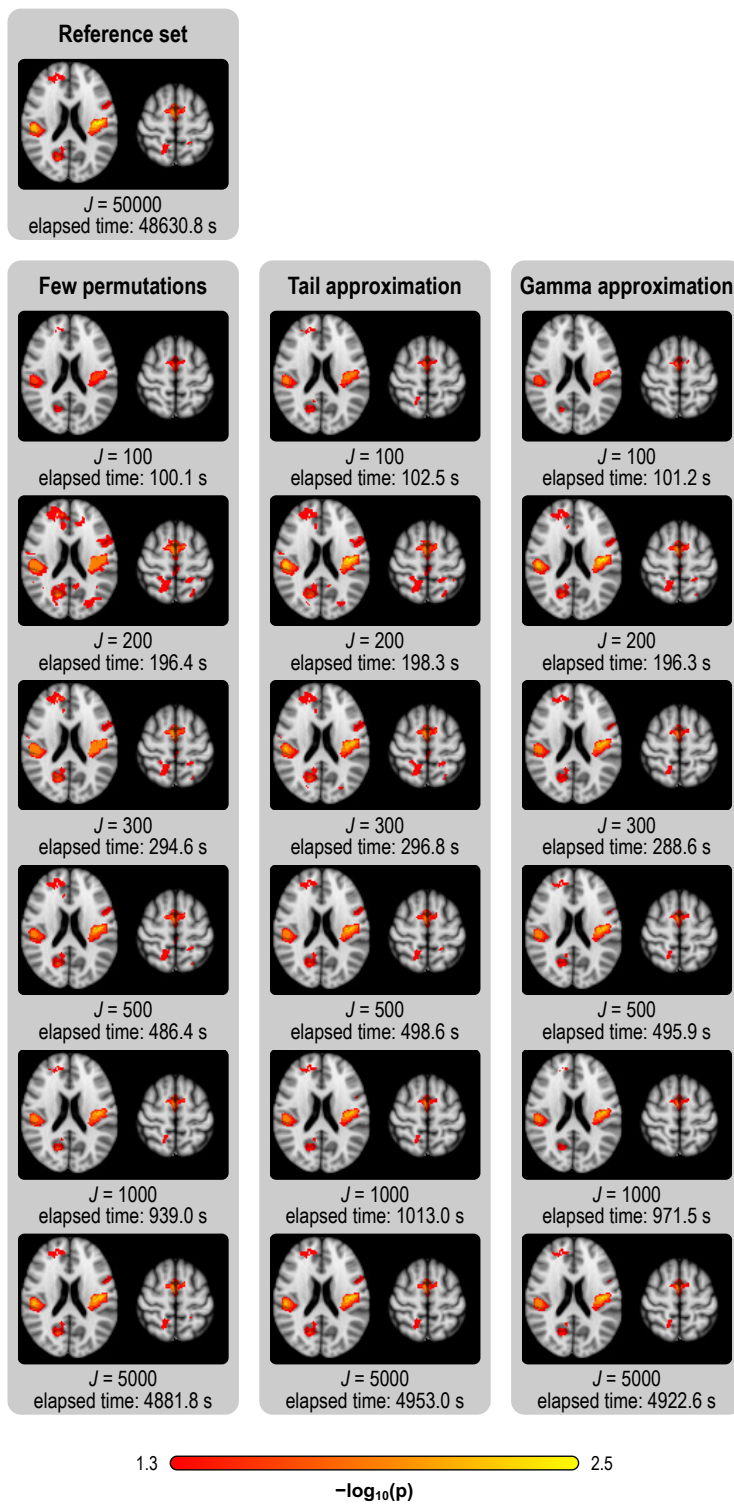 Reference set
J = 50000
elapsed time: 48630.8 s
Few permutations
J = 100
elapsed time: 100.1 s
J = 200
elapsed time: 196.4 s
J = 300
elapsed time: 294.6 s
J = 500
elapsed time: 486.4 s
J = 1000
elapsed time: 939.0 s
J = 5000
elapsed time: 4881.8 s
Tail approximation
J = 100
elapsed time: 102.5 s
J = 200
elapsed time: 198.3 s
J = 300
elapsed time: 296.8 s
J = 500
elapsed time: 498.6 s
J = 1000
elapsed time: 1013.0 s
J = 5000
elapsed time: 4953.0 s
Gamma approximation
J = 100
elapsed time: 101.2 s
J = 200
elapsed time: 196.3 s
J = 300
elapsed time: 288.6 s
J = 500
elapsed time: 495.9 s
J = 1000
elapsed time: 971.5 s
J = 5000
elapsed time: 4922.6 s
1.3 2.5
−log₁₀(p)